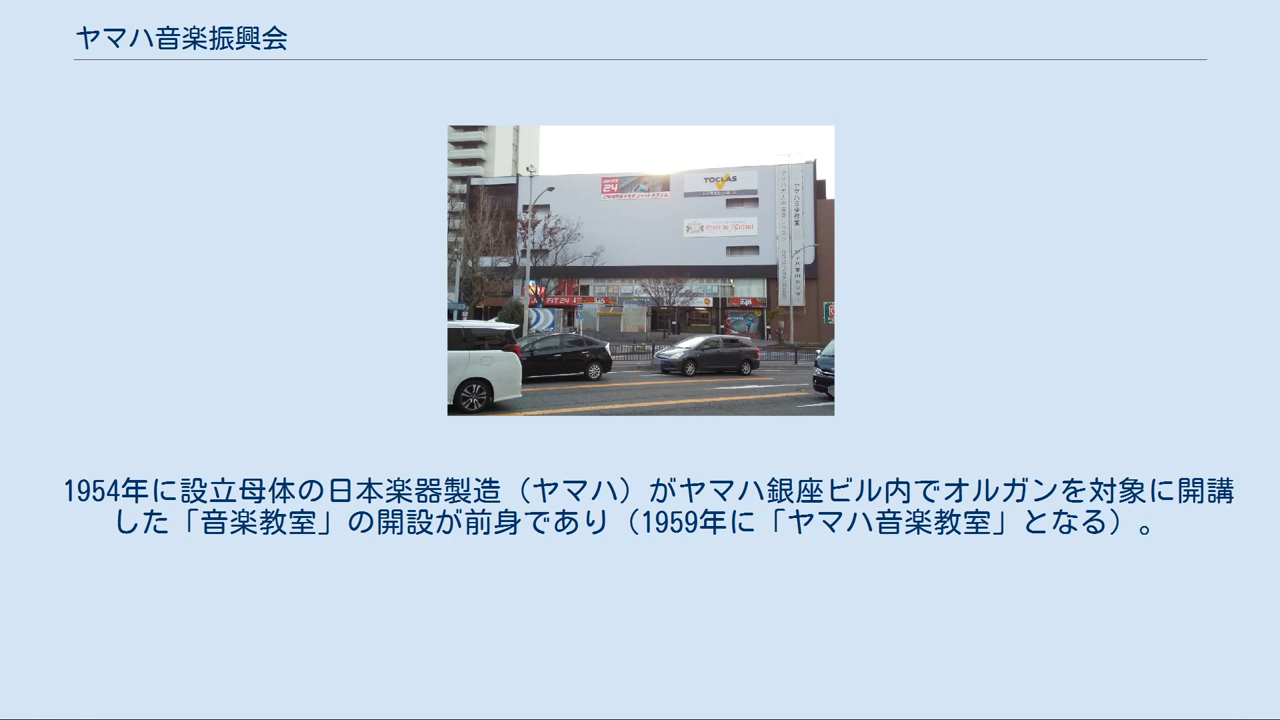 ヤマハ音楽振興会
24
TOCLAS
FIT 24
1954年に設立母体の日本楽器製造（ヤマハ）がヤマハ銀座ビル内でオルガンを対象に開講
した「音楽教室」の開設が前身であり（1959年に「ヤマハ音楽教室」となる）。